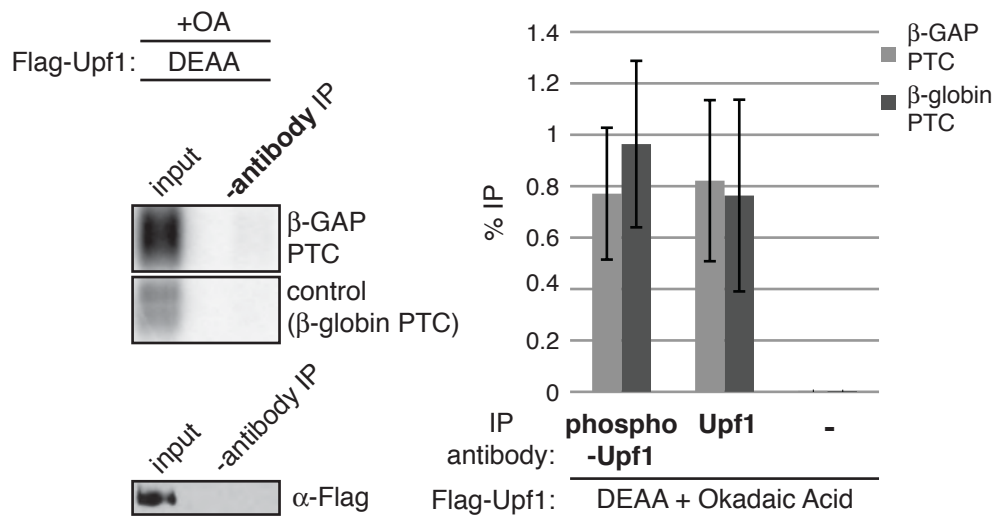 +OA
Flag-Upf1: DEAA
input
-antibody IP
β-GAP
PTC
control
(β-globin PTC)
input
-antibody IP
α-Flag
% IP
1.4
1.2
1
0.8
0.6
0.4
0.2
0
β-GAP
PTC
β-globin
PTC
IP
antibody:
phospho
-Upf1
Upf1
-
Flag-Upf1: DEAA + Okadaic Acid